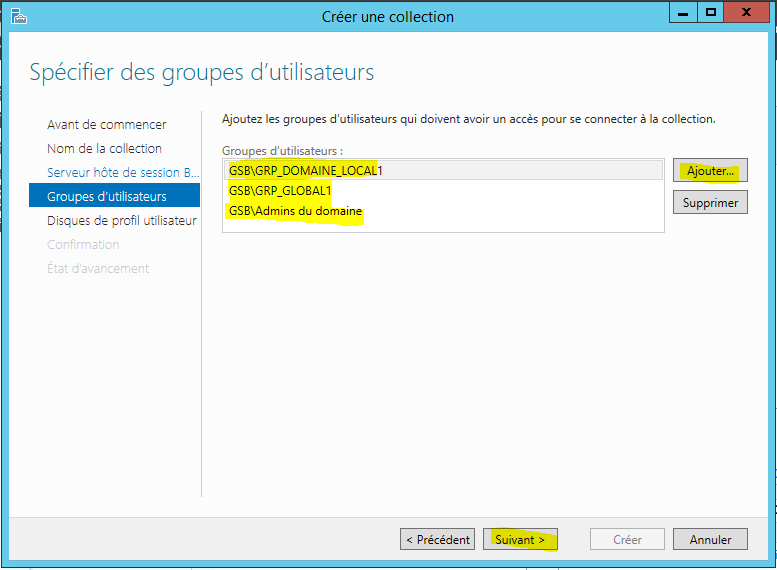 Créer une collection
Spécifier des groupes d'utilisateurs
Avant de commencer
Nom de la collection
Serveur hôte de session B...
Groupes d'utilisateurs
Disques de profil utilisateur
Confirmation
État d'avancement
Ajoutez les groupes d'utilisateurs qui doivent avoir un accès pour se connecter à la collection.
Groupes d'utilisateurs :
GSB\GRP_DOMAINE_LOCAL1
GSB\GRP_GLOBAL1
GSB\Admins du domaine
Ajouter...
Supprimer
< Précédent
Suivant >
Créer
Annuler